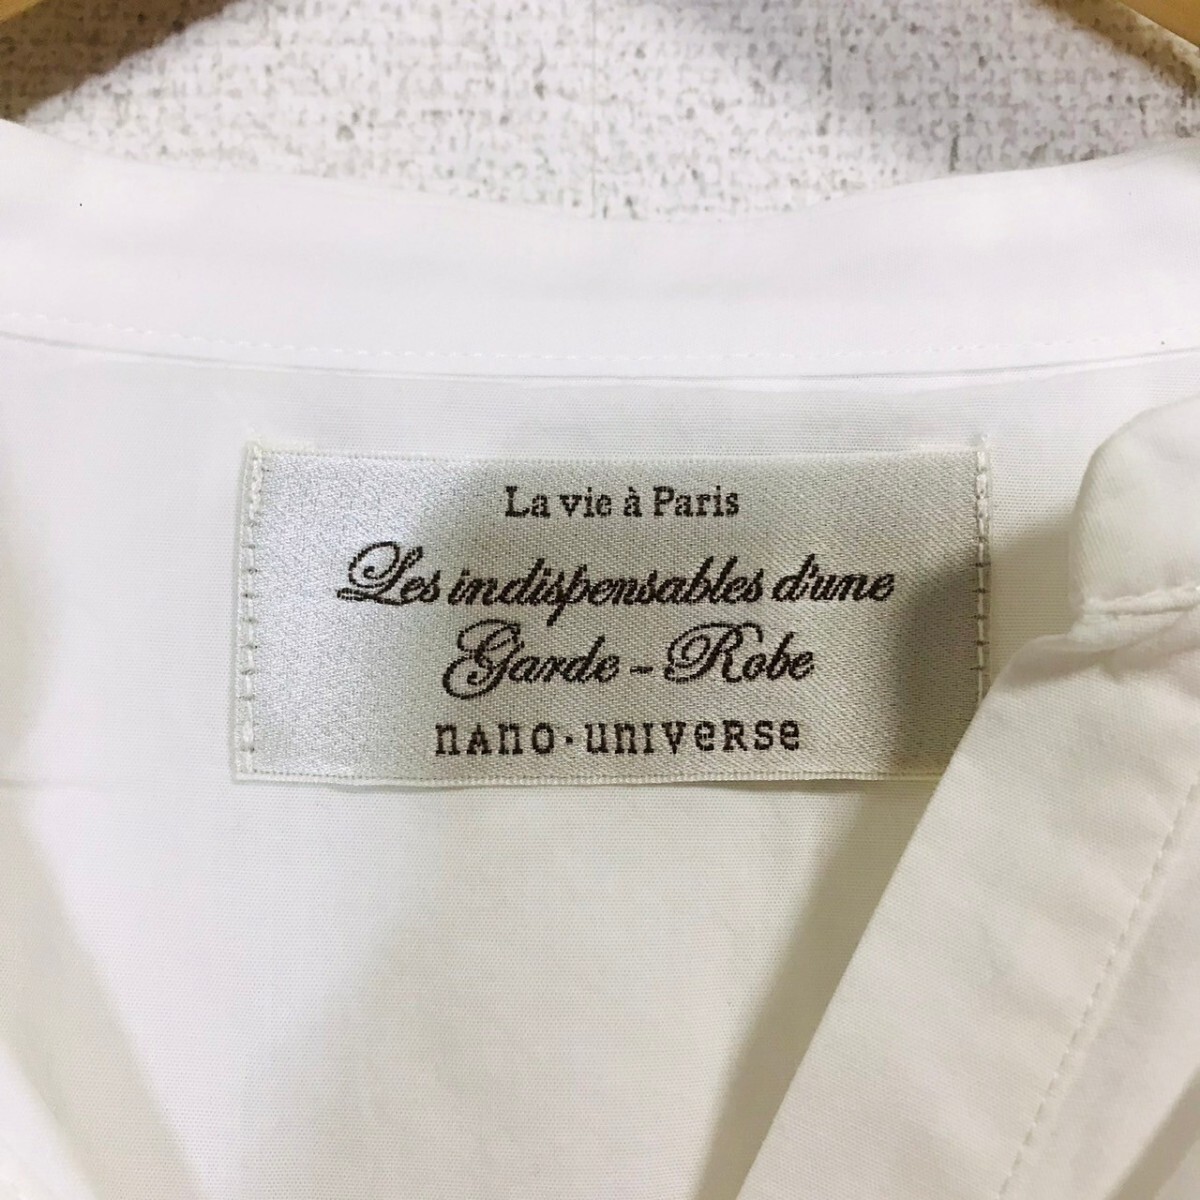 La vie à Paris
Les indispensables d'une
Garde-Robe
nAno·universe